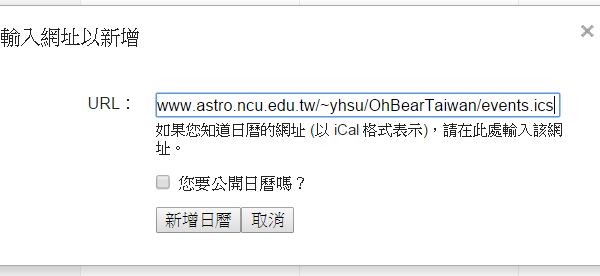 輸入網址以新增
×
URL：
www.astro.ncu.edu.tw/~yhsu/OhBearTaiwan/events.ics
如果您知道日曆的網址 (以 iCal 格式表示)，請在此處輸入該網
址。
您要公開日曆嗎？
新增日曆 取消